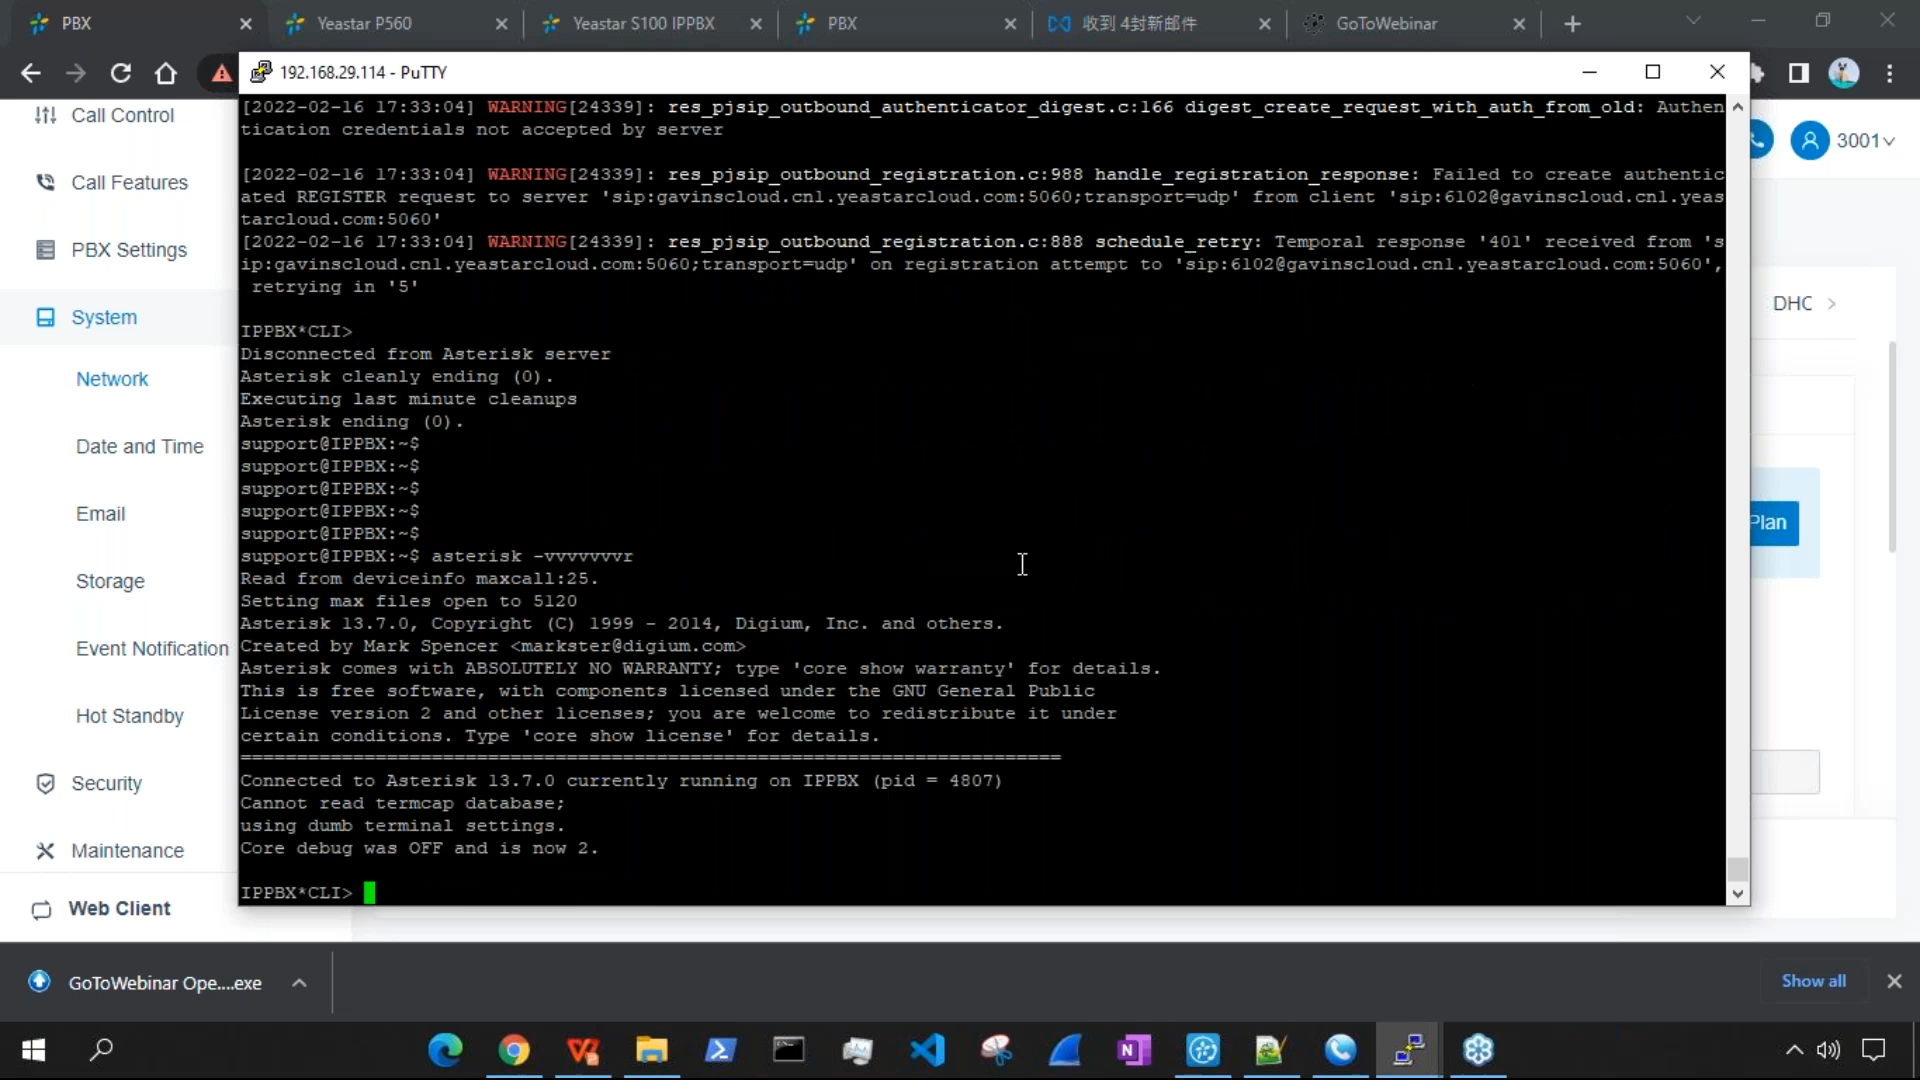 PBX
Yeastar P560
Yeastar S100 IPPBX
PBX
收到 4封新邮件
GoToWebinar
192.168.29.114 - PuTTY
Call Control
Call Features
PBX Settings
System
Network
Date and Time
Email
Storage
Event Notification
Hot Standby
Security
Maintenance
Web Client
[2022-02-16 17:33:04] WARNING[24339]: res_pjsip_outbound_authenticator_digest.c:166 digest_create_request_with_auth_from_old: Authen
tication credentials not accepted by server
[2022-02-16 17:33:04] WARNING[24339]: res_pjsip_outbound_registration.c:988 handle_registration_response: Failed to create authentic
ated REGISTER request to server 'sip:gavinscloud.cn1.yeastarcloud.com:5060;transport=udp' from client 'sip:6102@gavinscloud.cn1.yeas
tarcloud.com:5060'
[2022-02-16 17:33:04] WARNING[24339]: res_pjsip_outbound_registration.c:888 schedule_retry: Temporal response '401' received from 's
ip:gavinscloud.cn1.yeastarcloud.com:5060;transport=udp' on registration attempt to 'sip:6102@gavinscloud.cn1.yeastarcloud.com:5060',
retrying in '5'
IPPBX*CLI>
Disconnected from Asterisk server
Asterisk cleanly ending (0).
Executing last minute cleanups
Asterisk ending (0).
support@IPPBX:~$
support@IPPBX:~$
support@IPPBX:~$
support@IPPBX:~$
support@IPPBX:~$
support@IPPBX:~$ asterisk -vvvvvvvr
Read from deviceinfo maxcall:25.
Setting max files open to 5120
Asterisk 13.7.0, Copyright (C) 1999 - 2014, Digium, Inc. and others.
Created by Mark Spencer <markster@digium.com>
Asterisk comes with ABSOLUTELY NO WARRANTY; type 'core show warranty' for details.
This is free software, with components licensed under the GNU General Public
License version 2 and other licenses; you are welcome to redistribute it under
certain conditions. Type 'core show license' for details.
=========================================================================
Connected to Asterisk 13.7.0 currently running on IPPBX (pid = 4807)
Cannot read termcap database;
using dumb terminal settings.
Core debug was OFF and is now 2.
IPPBX*CLI>
3001
DHC
Plan
GoToWebinar Ope....exe
Show all